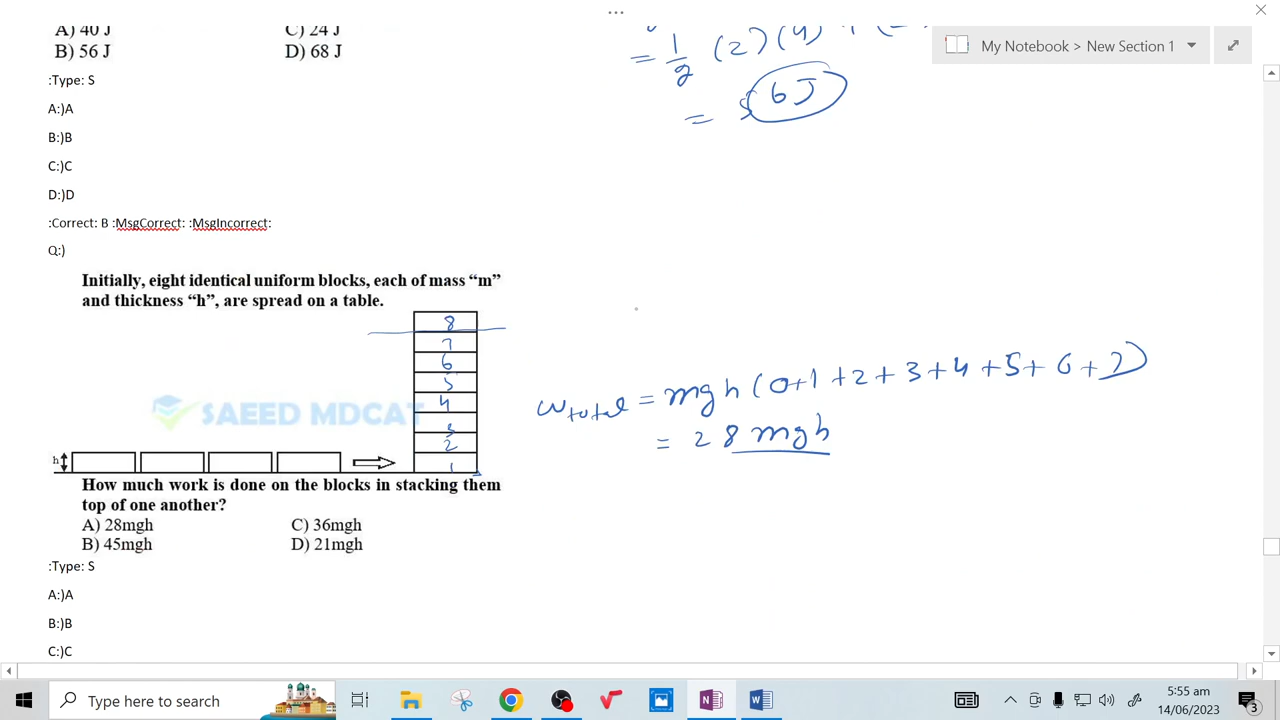 A) 40 J C) 24 J
B) 56 J D) 68 J
:Type: S
A:)A
B:)B
C:)C
D:)D
:Correct: B :MsgCorrect: :MsgIncorrect:
Q:)
Initially, eight identical uniform blocks, each of mass “m”
and thickness “h”, are spread on a table.
8
7
6
5
4
3
2
1
SAEED MDCAT
h
How much work is done on the blocks in stacking them
top of one another?
A) 28mgh C) 36mgh
B) 45mgh D) 21mgh
:Type: S
A:)A
B:)B
C:)C
= 1/2 (2)(4) + (2
= 56J
My Notebook > New Section 1
Wtotal = mgh (0+1+2+3+4+5+6+7)
= 28 mgh
Type here to search
5:55 am
14/06/2023
3